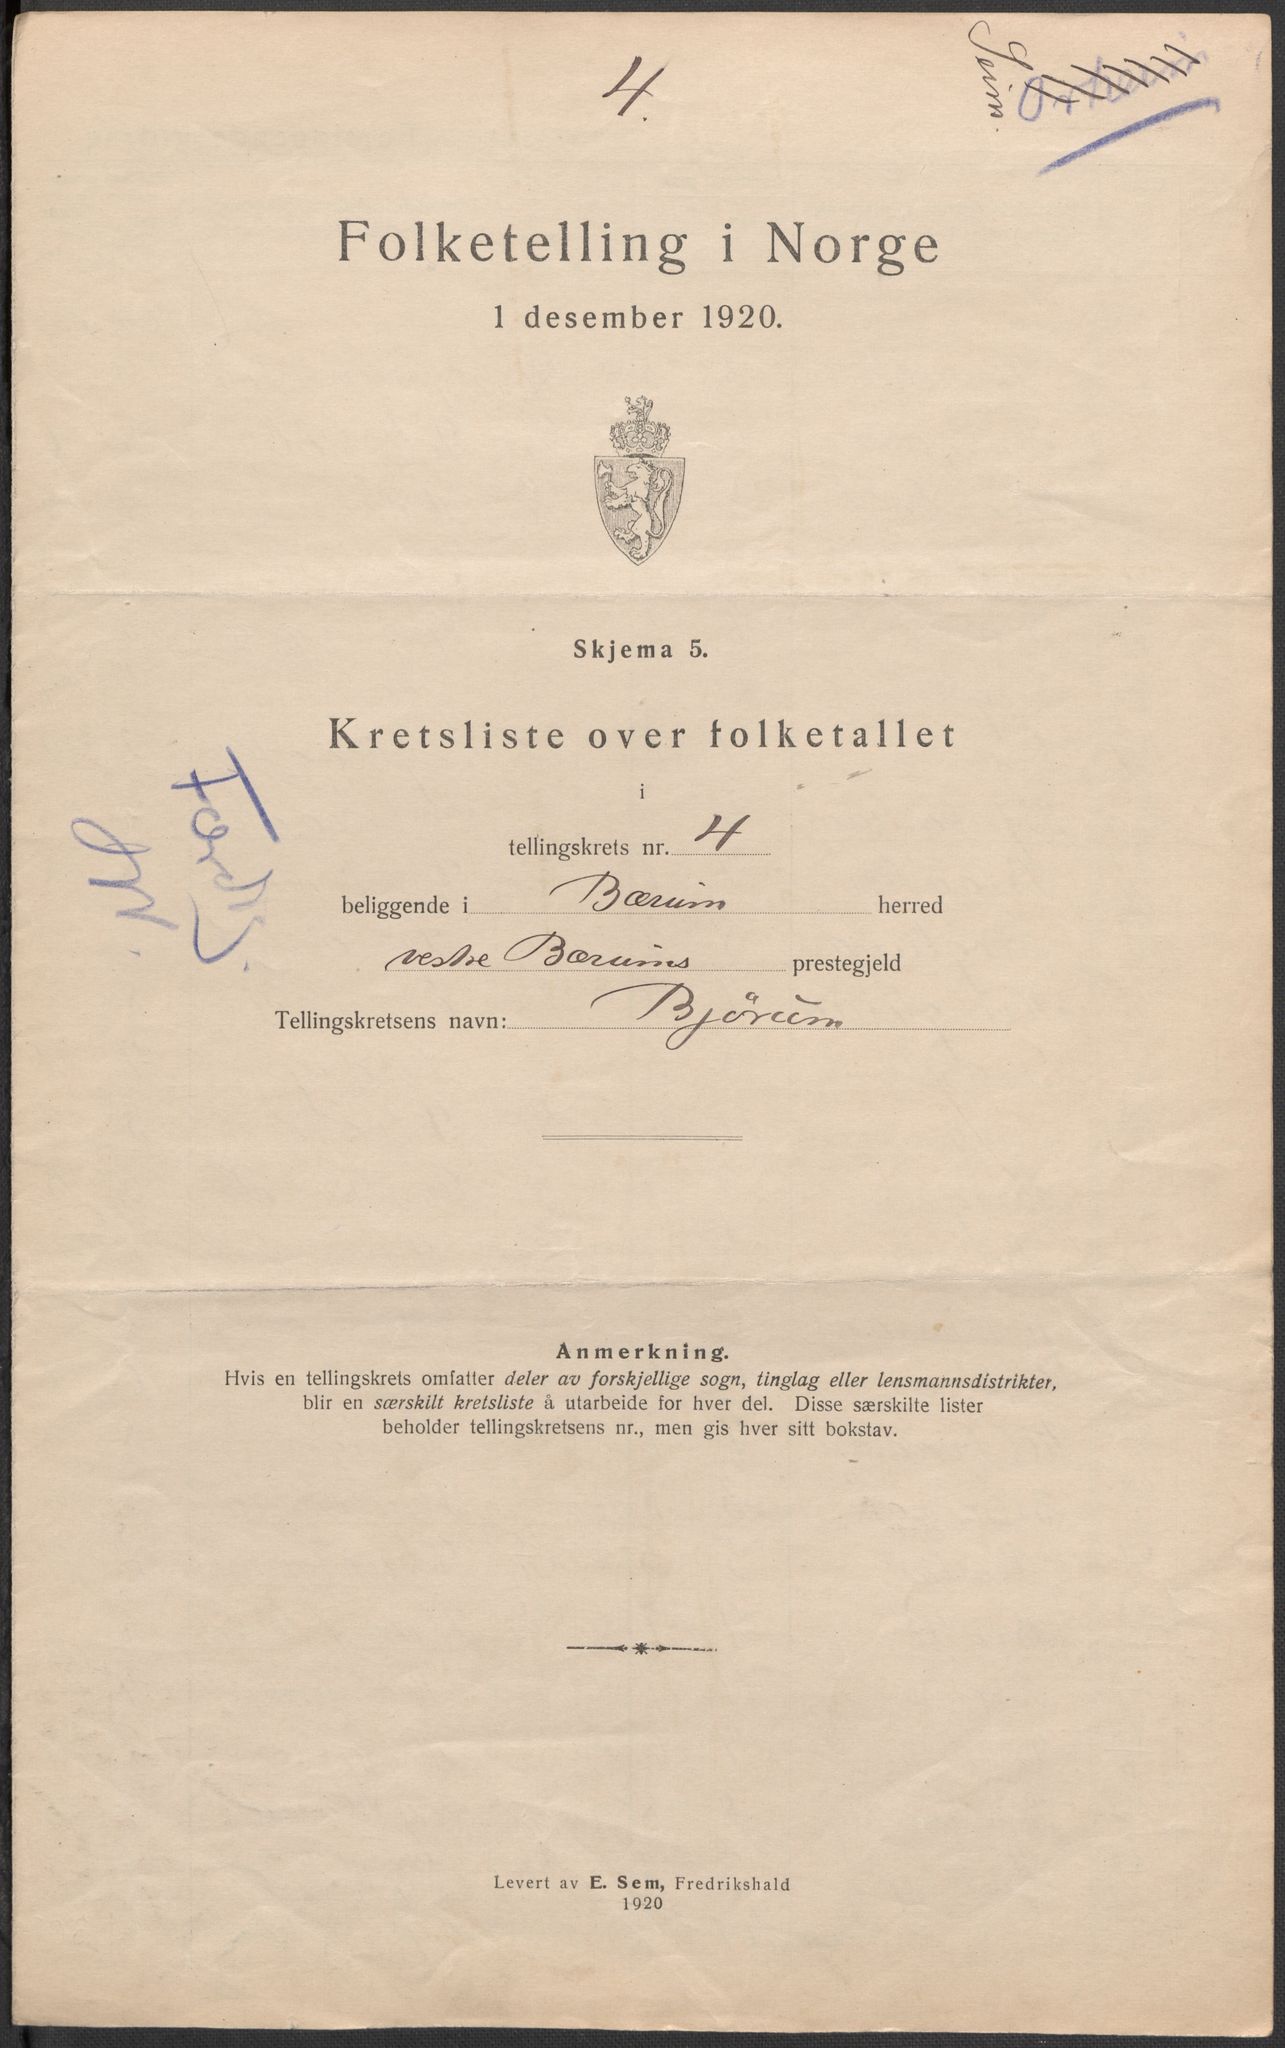 4.
Folketelling i Norge
1 desember 1920.
Skjema 5.
Kretsliste over folketallet
i
tellingskrets nr. 4
beliggende i Bærum herred
vestre Bærums prestegjeld
Tellingskretsens navn: Bjørum
Anmerkning.
Hvis en tellingskrets omfatter deler av forskjellige sogn, tinglag eller lensmannsdistrikter,
blir en særskilt kretsliste å utarbeide for hver del. Disse særskilte lister
beholder tellingskretsens nr., men gis hver sitt bokstav.
Levert av E. Sem, Fredrikshald
1920